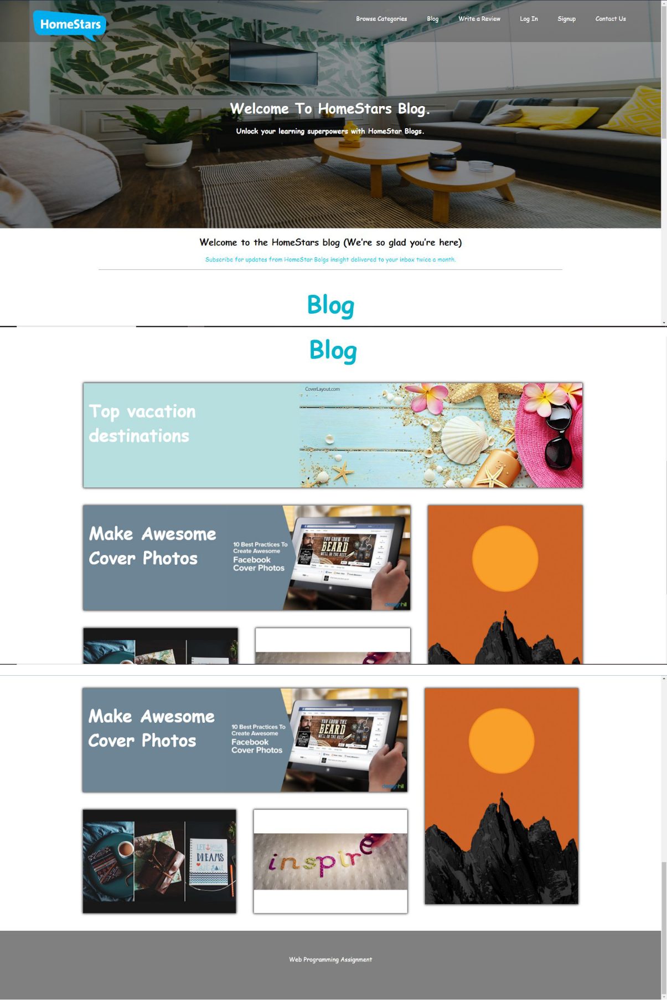 HomeStars
Browse Categories
Blog
Write a Review
Log In
Signup
Contact Us
Welcome To HomeStars Blog.
Unlock your learning superpowers with HomeStar Blogs.
Welcome to the HomeStars blog (We're so glad you're here)
Subscribe for updates from HomeStar Bolgs insight delivered to your inbox twice a month.
Blog
Blog
CoverLayout.com
Top vacation
destinations
Make Awesome
Cover Photos
10 Best Practices To
Create Awesome
Facebook
Cover Photos
YOU GROW THE
BEARD
WE'LL DO THE REST
designhill
Make Awesome
Cover Photos
10 Best Practices To
Create Awesome
Facebook
Cover Photos
YOU GROW THE
BEARD
WE'LL DO THE REST
designhill
LET
DREAMS
inspire
Web Programming Assignment